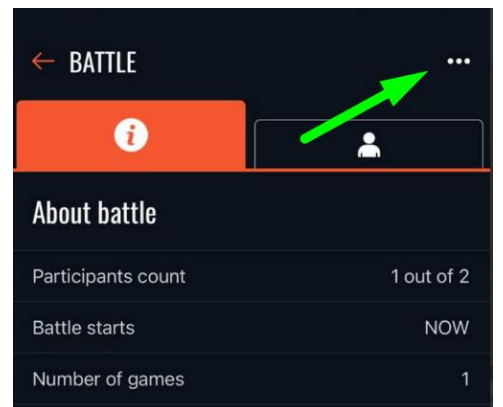 BATTLE
About battle
Participants count 1 out of 2
Battle starts NOW
Number of games 1